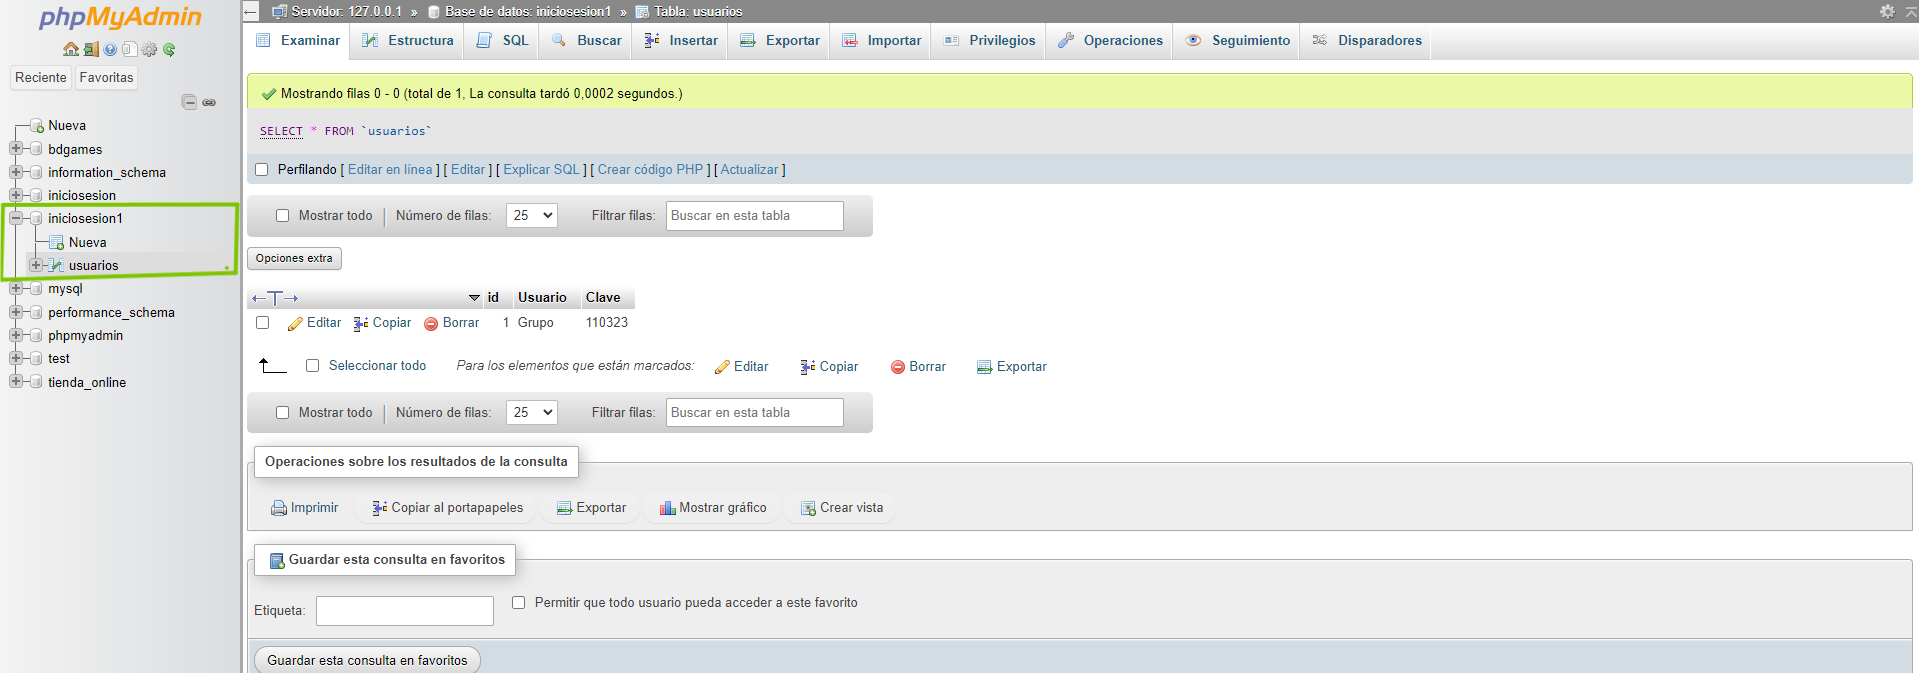 phpMyAdmin
Reciente Favoritas
Nueva
bdgames
information_schema
iniciosesion
iniciosesion1
Nueva
usuarios
mysql
performance_schema
phpmyadmin
test
tienda_online
Servidor: 127.0.0.1 » Base de datos: iniciosesion1 » Tabla: usuarios
Examinar Estructura SQL Buscar Insertar Exportar Importar Privilegios Operaciones Seguimiento Disparadores
Mostrando filas 0 - 0 (total de 1, La consulta tardó 0,0002 segundos.)
SELECT * FROM `usuarios`
Perfilando [ Editar en línea ] [ Editar ] [ Explicar SQL ] [ Crear código PHP ] [ Actualizar ]
Mostrar todo | Número de filas: 25 Filtrar filas: Buscar en esta tabla
Opciones extra
←T→ id Usuario Clave
Editar Copiar Borrar 1 Grupo 110323
Seleccionar todo Para los elementos que están marcados: Editar Copiar Borrar Exportar
Mostrar todo | Número de filas: 25 Filtrar filas: Buscar en esta tabla
Operaciones sobre los resultados de la consulta
Imprimir Copiar al portapapeles Exportar Mostrar gráfico Crear vista
Guardar esta consulta en favoritos
Etiqueta: Permitir que todo usuario pueda acceder a este favorito
Guardar esta consulta en favoritos